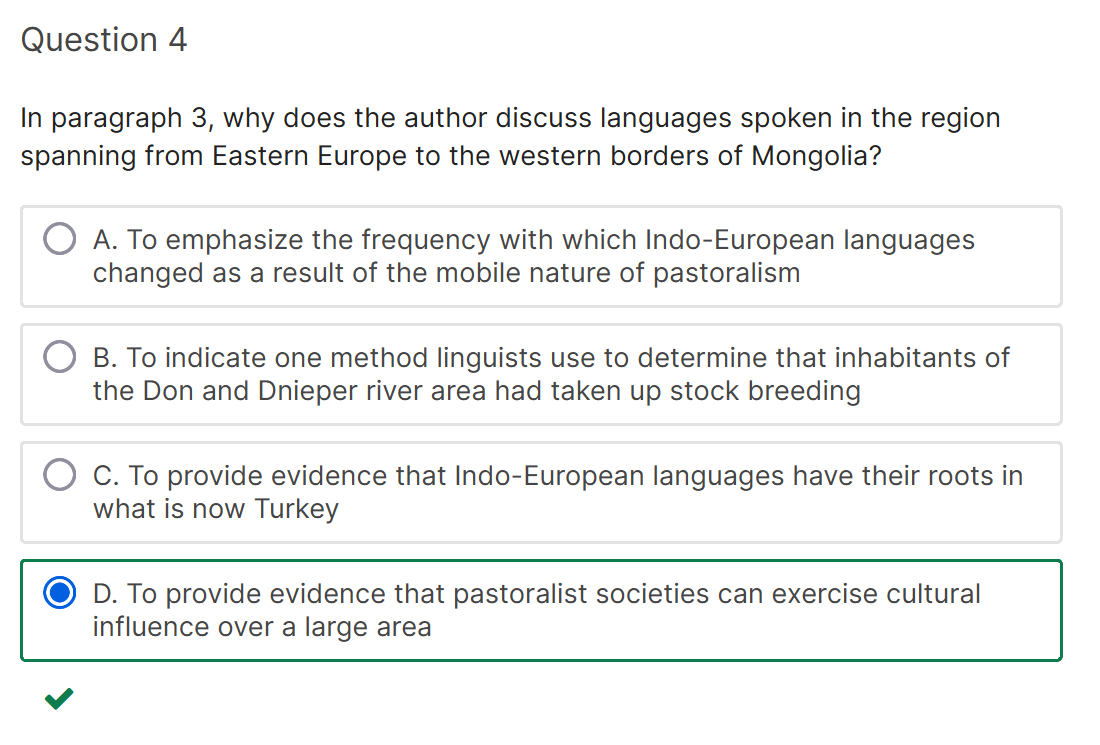 Question 4
In paragraph 3, why does the author discuss languages spoken in the region
spanning from Eastern Europe to the western borders of Mongolia?
A. To emphasize the frequency with which Indo-European languages
changed as a result of the mobile nature of pastoralism
B. To indicate one method linguists use to determine that inhabitants of
the Don and Dnieper river area had taken up stock breeding
C. To provide evidence that Indo-European languages have their roots in
what is now Turkey
D. To provide evidence that pastoralist societies can exercise cultural
influence over a large area